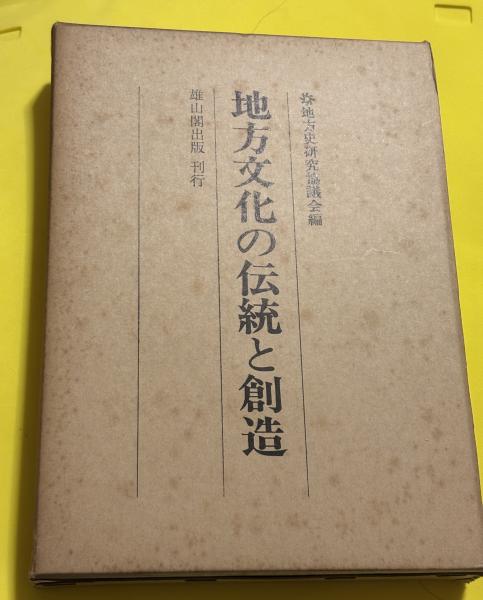 地方史研究協議会編
地方文化の伝統と創造
雄山閣出版 刊行